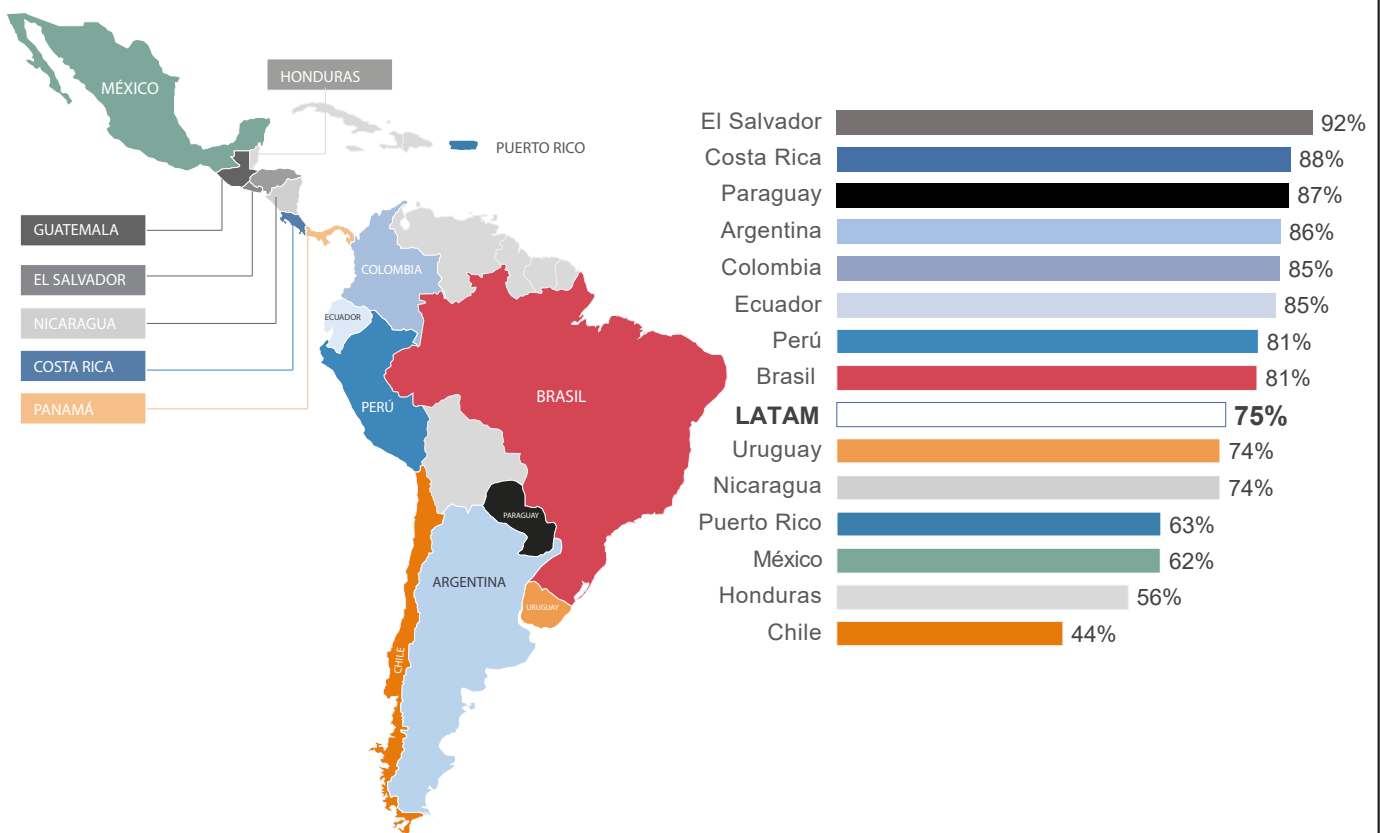 MÉXICO
HONDURAS
PUERTO RICO
GUATEMALA
EL SALVADOR
NICARAGUA
COSTA RICA
PANAMÁ
COLOMBIA
ECUADOR
PERÚ
BRASIL
PARAGUAY
ARGENTINA
URUGUAY
CHILE
El Salvador 92%
Costa Rica 88%
Paraguay 87%
Argentina 86%
Colombia 85%
Ecuador 85%
Perú 81%
Brasil 81%
LATAM 75%
Uruguay 74%
Nicaragua 74%
Puerto Rico 63%
México 62%
Honduras 56%
Chile 44%